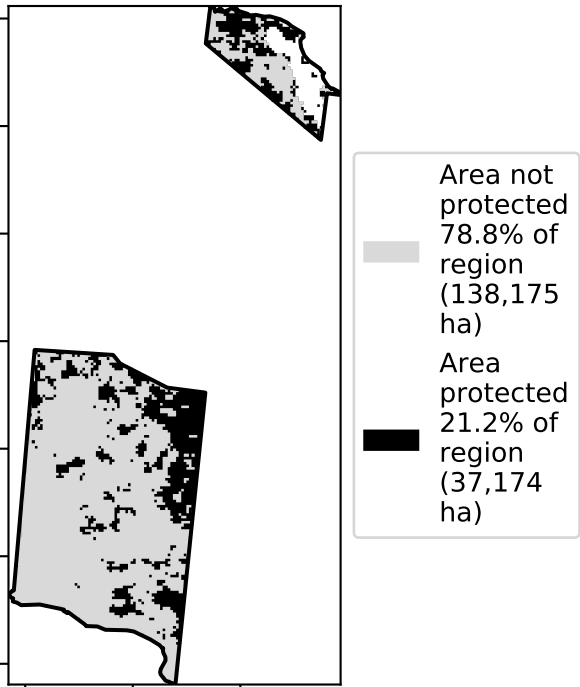 Area not
protected
78.8% of
region
(138,175
ha)
Area
protected
21.2% of
region
(37,174
ha)